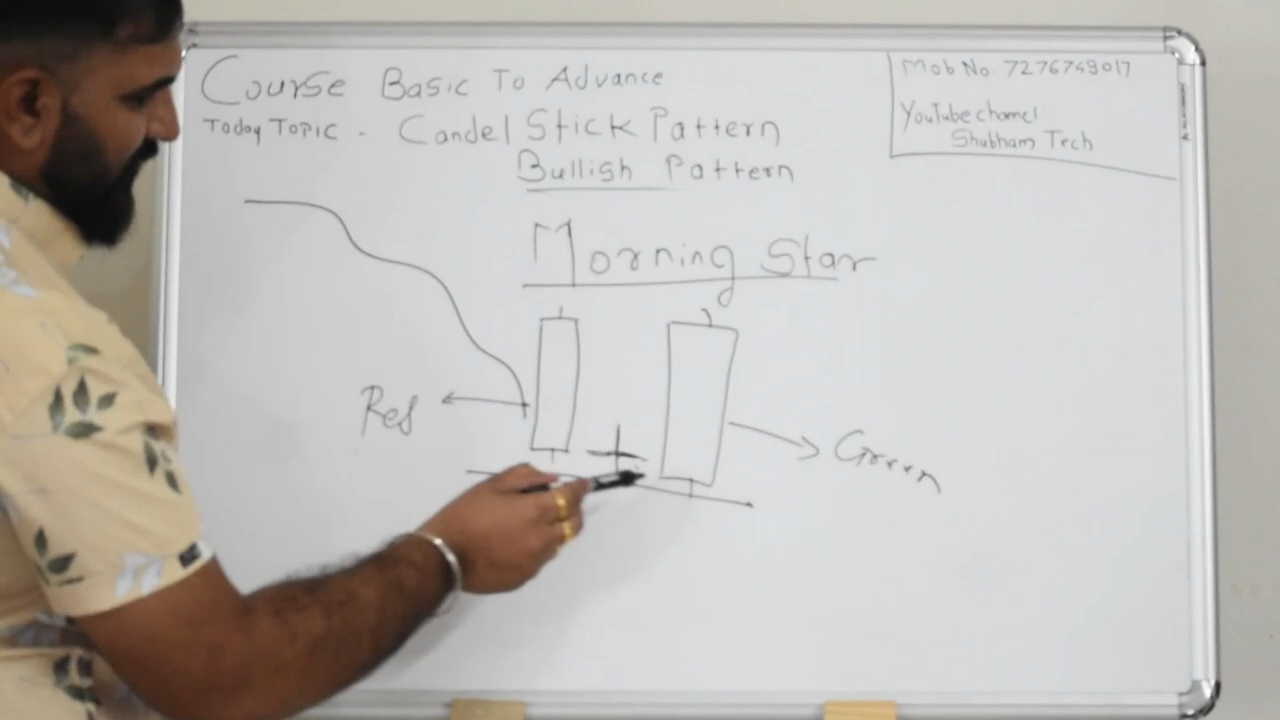 Course Basic To Advance
Today Topic - Candel Stick Pattern
Bullish Pattern
Mob No. 7276749017
YouTube channel
Shubham Tech
Morning Star
Red
Green